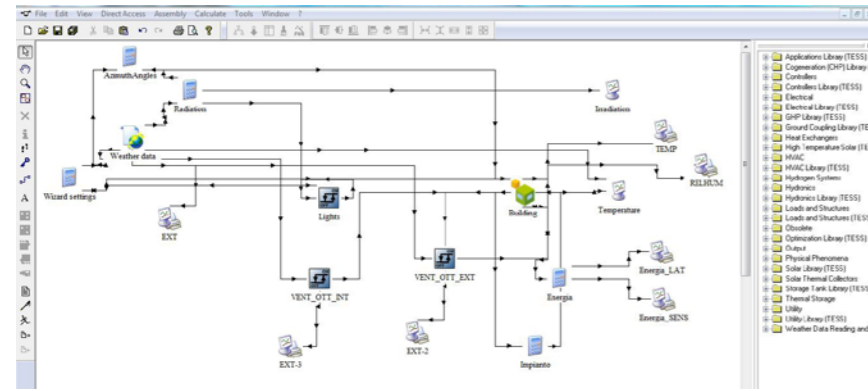 File Edit View Direct Access Assembly Calculate Tools Window ?
AzimuthAngles
Radiation
Irradiation
TEMP
Weather data
RELHUM
Wizard settings
Lights
Building
Temperature
EXT
VENT_OTT_EXT
Energia_LAT
VENT_OTT_INT
Energia
Energia_SENS
EXT-3
EXT-2
Impianto
Applications Library (TESS)
Cogeneration (CHP) Library
Controllers
Controllers Library (TESS)
Electrical
Electrical Library (TESS)
GHP Library (TESS)
Ground Coupling Library (TE
Heat Exchangers
High Temperature Solar (TE
HVAC
HVAC Library (TESS)
Hydrogen Systems
Hydronics
Hydronics Library (TESS)
Loads and Structures
Loads and Structures (TESS
Obsolete
Optimization Library (TESS)
Output
Physical Phenomena
Solar Library (TESS)
Solar Thermal Collectors
Storage Tank Library (TESS
Thermal Storage
Utility
Utility Library (TESS)
Weather Data Reading and